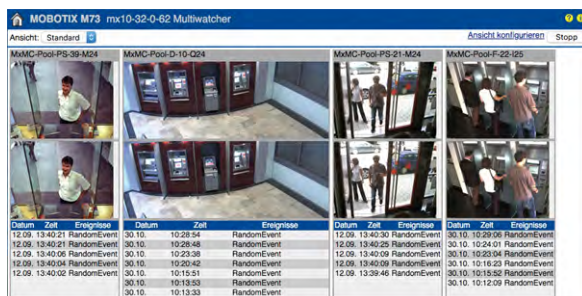 MOBOTIX M73 mx10-32-0-62 Multiwatcher
Ansicht: Standard Ansicht konfigurieren Stopp
MxMC-Pool-PS-39-M24 MxMC-Pool-D-10-Q24 MxMC-Pool-PS-21-M24 MxMC-Pool-F-22-I25
Datum Zeit Ereignisse Datum Zeit Ereignisse Datum Zeit Ereignisse Datum Zeit Ereignisse
12.09. 13:40:21 RandomEvent 30.10. 10:28:54 RandomEvent 12.09. 13:40:30 RandomEvent 30.10. 10:29:06 RandomEvent
12.09. 13:40:21 RandomEvent 30.10. 10:28:48 RandomEvent 12.09. 13:40:25 RandomEvent 30.10. 10:24:01 RandomEvent
12.09. 13:40:06 RandomEvent 30.10. 10:23:38 RandomEvent 12.09. 13:40:09 RandomEvent 30.10. 10:23:04 RandomEvent
12.09. 13:40:04 RandomEvent 30.10. 10:20:42 RandomEvent 12.09. 13:40:09 RandomEvent 30.10. 10:16:23 RandomEvent
12.09. 13:40:02 RandomEvent 30.10. 10:15:51 RandomEvent 12.09. 13:39:46 RandomEvent 30.10. 10:15:52 RandomEvent
30.10. 10:13:53 RandomEvent 30.10. 10:12:09 RandomEvent
30.10. 10:13:33 RandomEvent